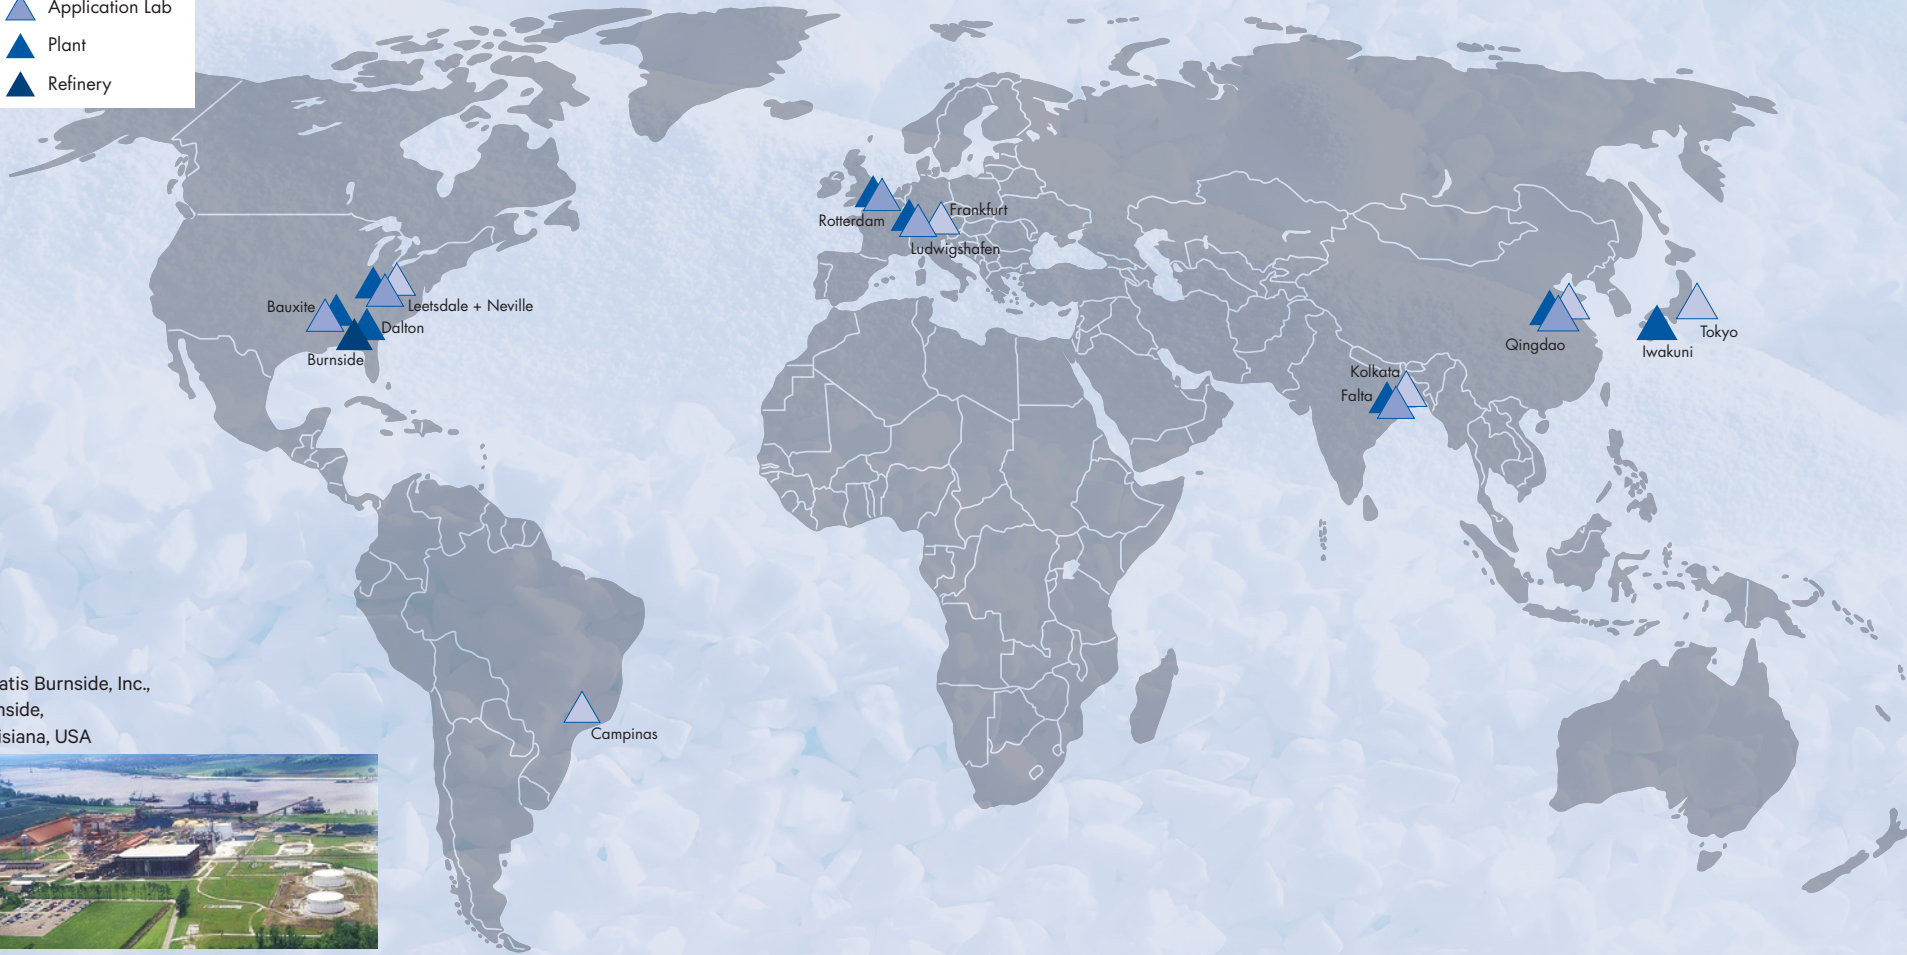 Application Lab
Plant
Refinery
Rotterdam
Frankfurt
Ludwigshafen
Bauxite
Leetsdale + Neville
Dalton
Burnside
Qingdao
Tokyo
Iwakuni
Kolkata
Falta
Campinas
atis Burnside, Inc.,
nside,
isiana, USA